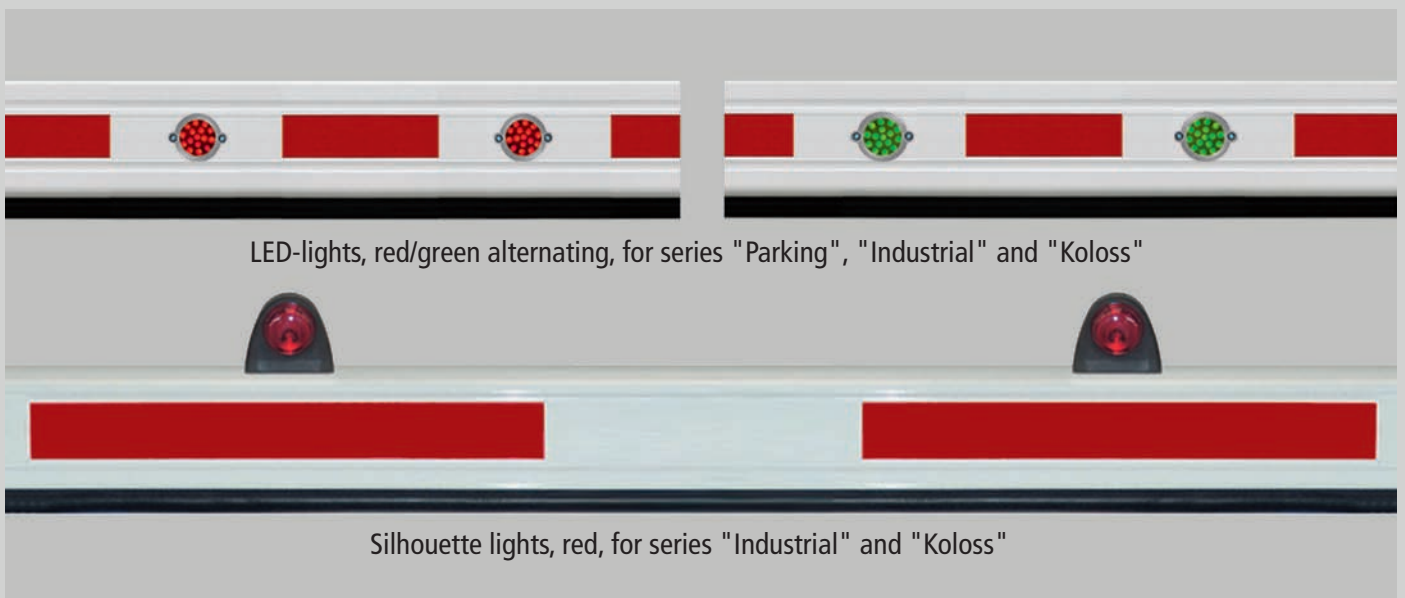 LED-lights, red/green alternating, for series "Parking", "Industrial" and "Koloss"
Silhouette lights, red, for series "Industrial" and "Koloss"